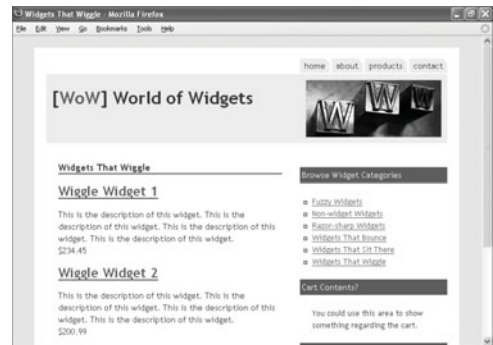 Widgets That Wiggle - Mozilla Firefox
File Edit View Go Bookmarks Tools Help
home about products contact
[WoW] World of Widgets
W W W
Widgets That Wiggle
Wiggle Widget 1
This is the description of this widget. This is the
description of this widget. This is the description of this
widget. This is the description of this widget.
$234.45
Wiggle Widget 2
This is the description of this widget. This is the
description of this widget. This is the description of this
widget. This is the description of this widget.
$200.99
Browse Widget Categories
Fuzzy Widgets
Non-widget Widgets
Razor-sharp Widgets
Widgets That Bounce
Widgets That Sit There
Widgets That Wiggle
Cart Contents?
You could use this area to show
something regarding the cart.